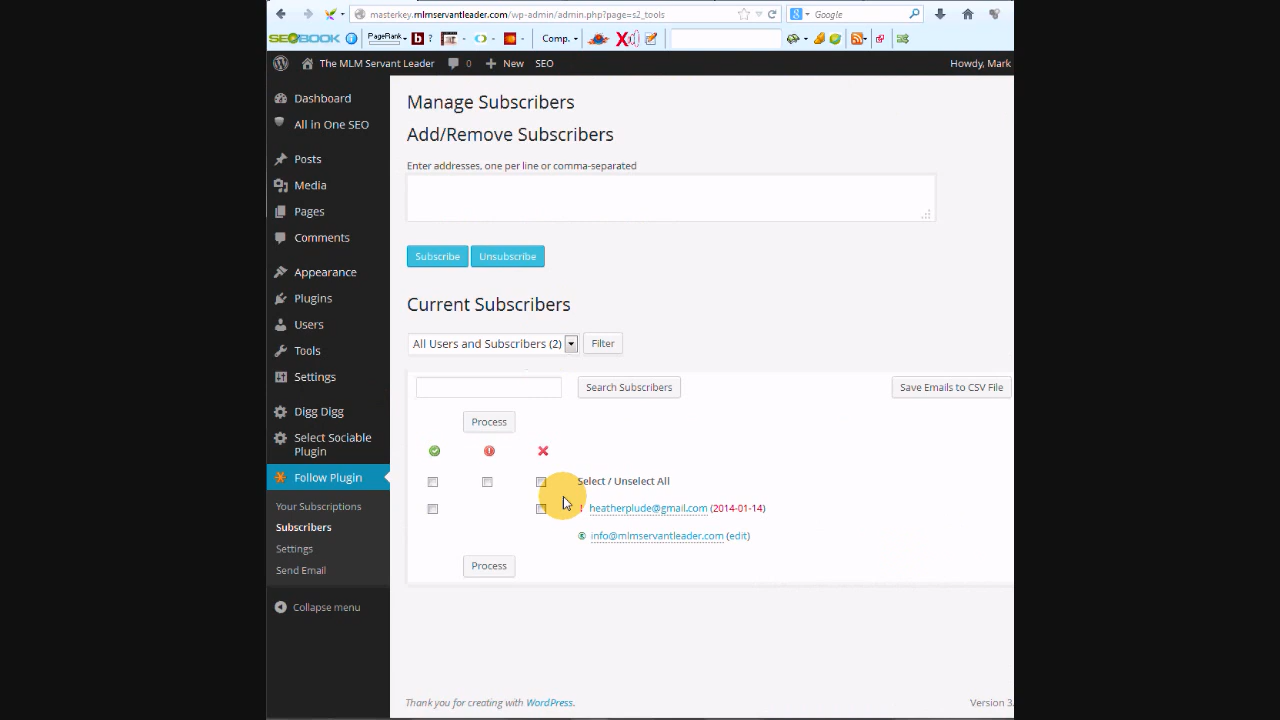 masterkey.mlmservantleader.com/wp-admin/admin.php?page=s2_tools
Google
SEOBOOK
PageRank
b ?
Comp.
The MLM Servant Leader
0
New
SEO
Howdy, Mark
Dashboard
All in One SEO
Posts
Media
Pages
Comments
Appearance
Plugins
Users
Tools
Settings
Digg Digg
Select Sociable
Plugin
Follow Plugin
Your Subscriptions
Subscribers
Settings
Send Email
Collapse menu
Manage Subscribers
Add/Remove Subscribers
Enter addresses, one per line or comma-separated
Subscribe
Unsubscribe
Current Subscribers
All Users and Subscribers (2)
Filter
Search Subscribers
Save Emails to CSV File
Process
Select / Unselect All
! heatherplude@gmail.com (2014-01-14)
info@mlmservantleader.com (edit)
Process
Thank you for creating with WordPress.
Version 3.